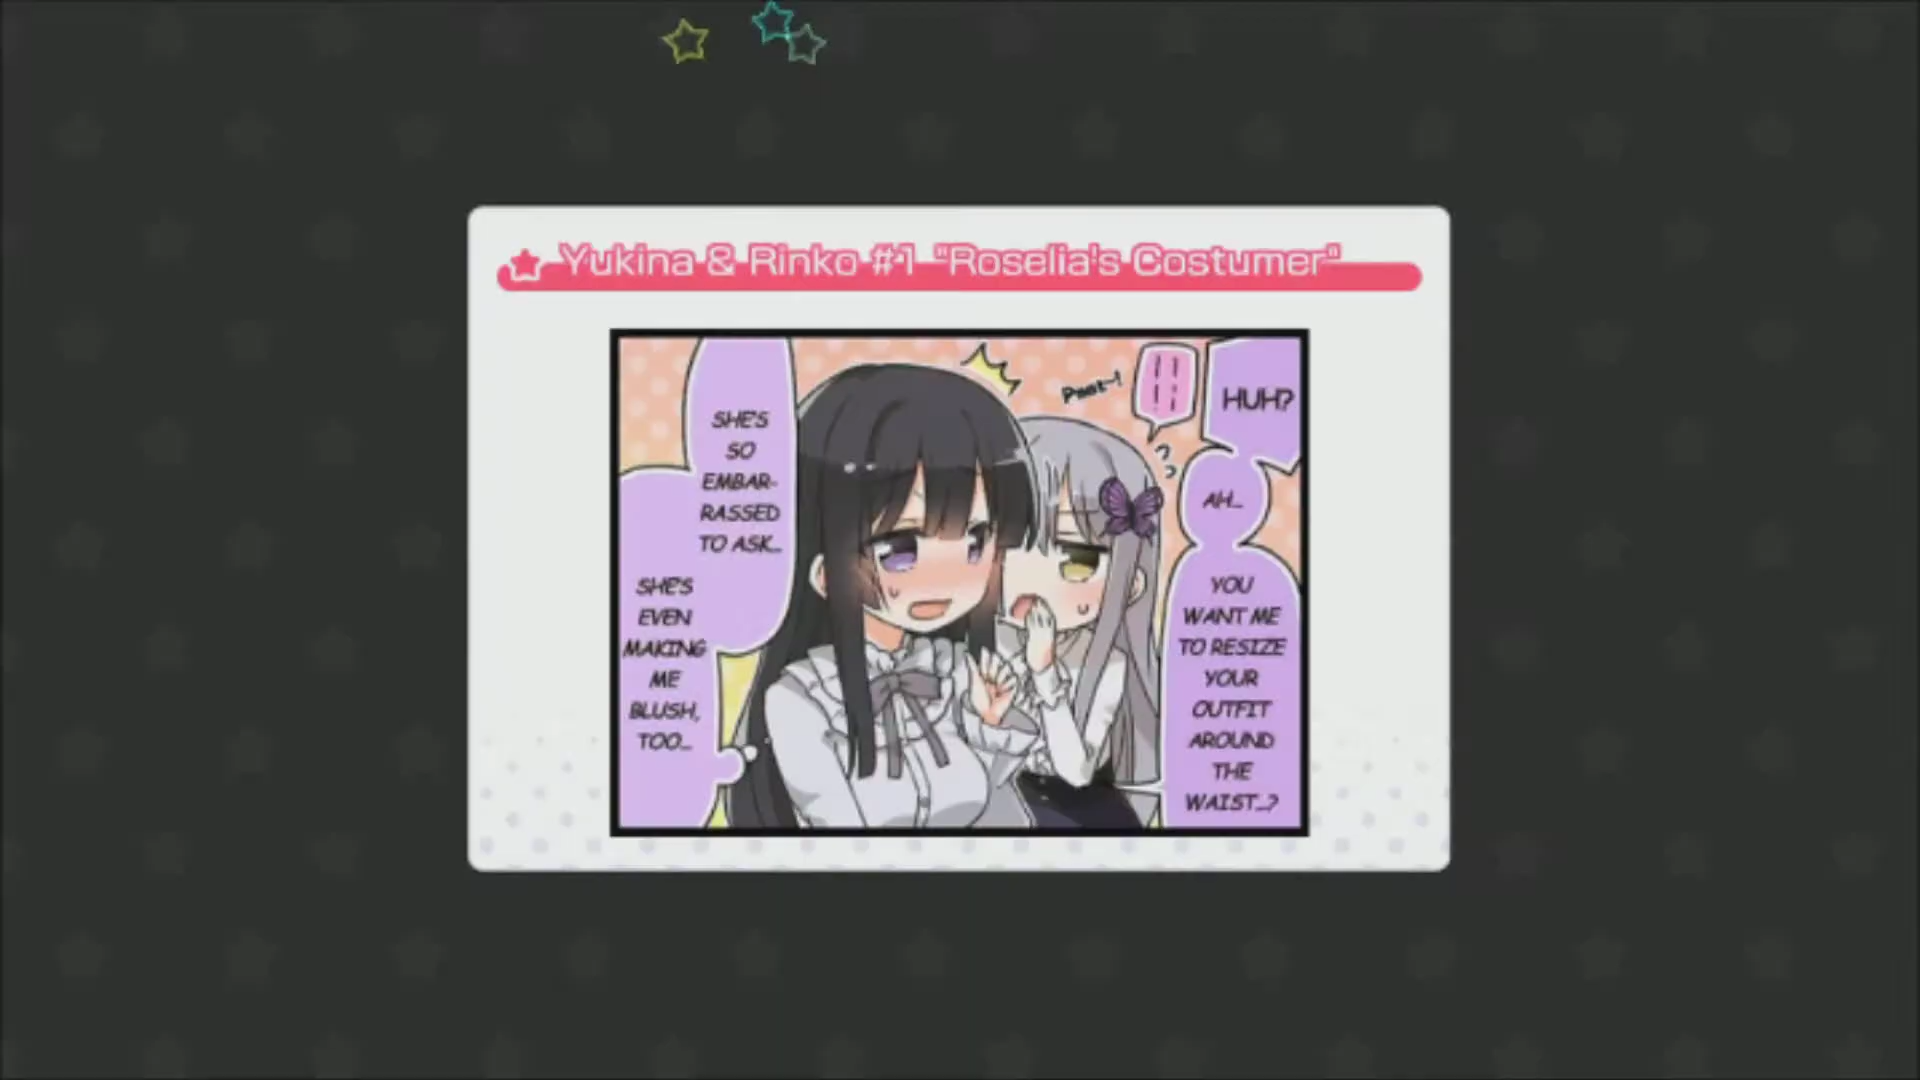 Yukina & Rinko #1 "Roselia's Costumer"
HUH?
AH...
YOU
WANT ME
TO RESIZE
YOUR
OUTFIT
AROUND
THE
WAIST...?
Psst~!
SHE'S
SO
EMBAR-
RASSED
TO ASK...
SHE'S
EVEN
MAKING
ME
BLUSH,
TOO...